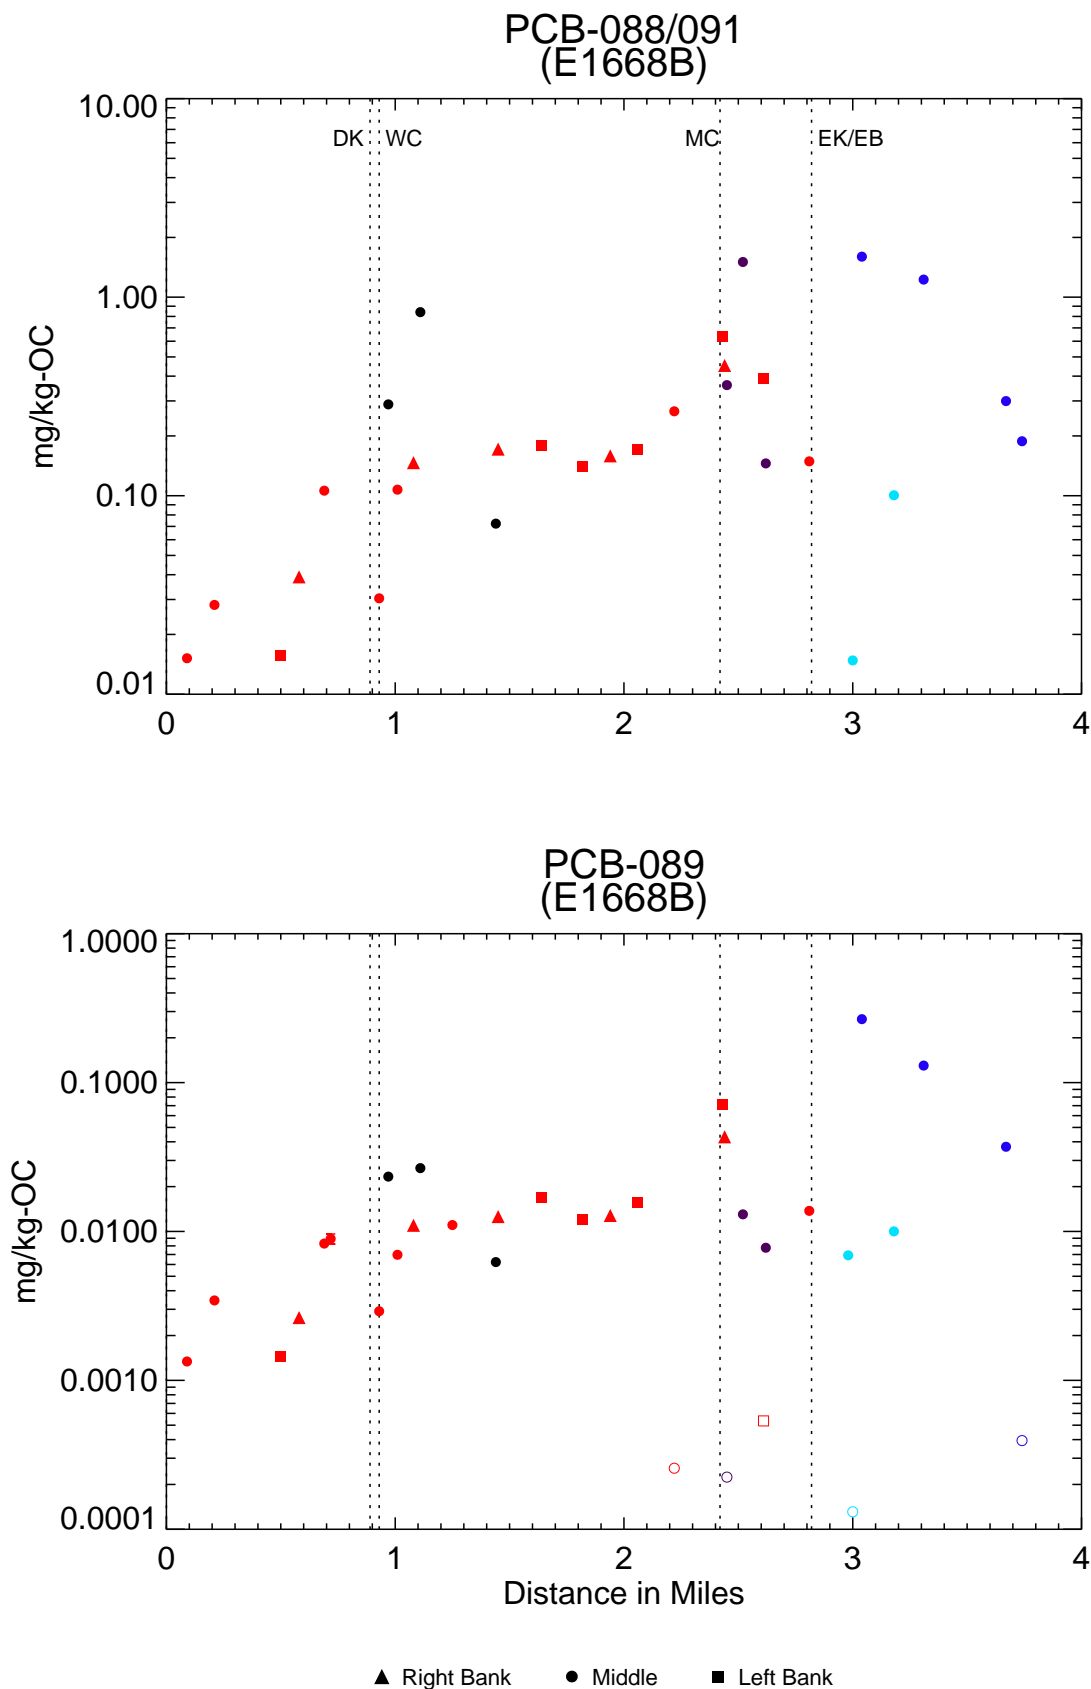 PCB-088/091
(E1668B)
10.00
DK
WC
MC
EK/EB
1.00
mg/kg-OC
0.10
0.01
0 1 2 3 4
PCB-089
(E1668B)
1.0000
0.1000
mg/kg-OC
0.0100
0.0010
0.0001
0 1 2 3 4
Distance in Miles
Right Bank Middle Left Bank